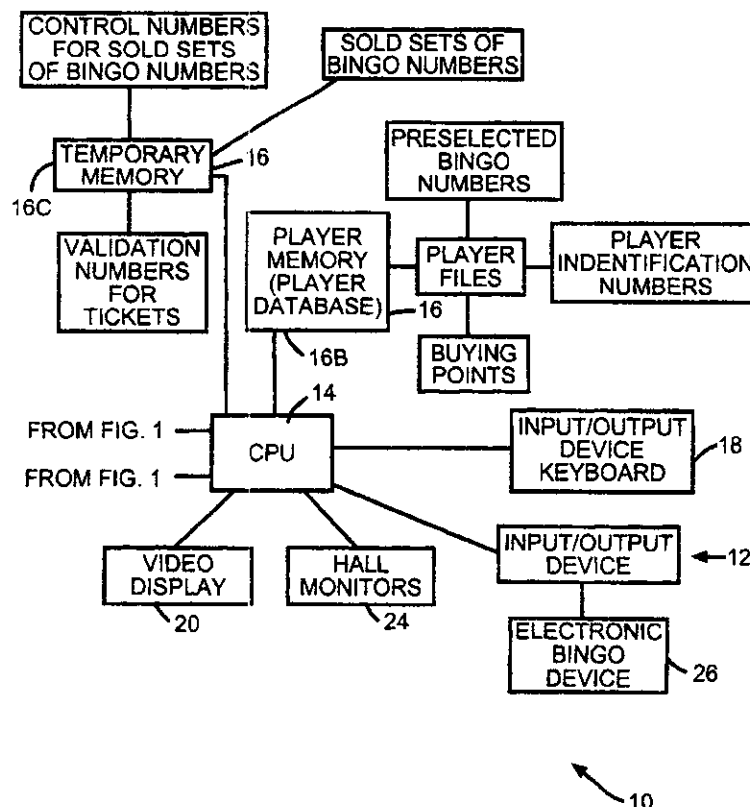 CONTROL NUMBERS
FOR SOLD SETS
OF BINGO NUMBERS
SOLD SETS OF
BINGO NUMBERS
TEMPORARY
MEMORY
16
16C
VALIDATION
NUMBERS
FOR
TICKETS
PRESELECTED
BINGO
NUMBERS
PLAYER
MEMORY
(PLAYER
DATABASE)
16
16B
PLAYER
FILES
PLAYER
INDENTIFICATION
NUMBERS
BUYING
POINTS
14
FROM FIG. 1
FROM FIG. 1
CPU
INPUT/OUTPUT
DEVICE
KEYBOARD
18
VIDEO
DISPLAY
20
HALL
MONITORS
24
INPUT/OUTPUT
DEVICE
12
ELECTRONIC
BINGO
DEVICE
26
10